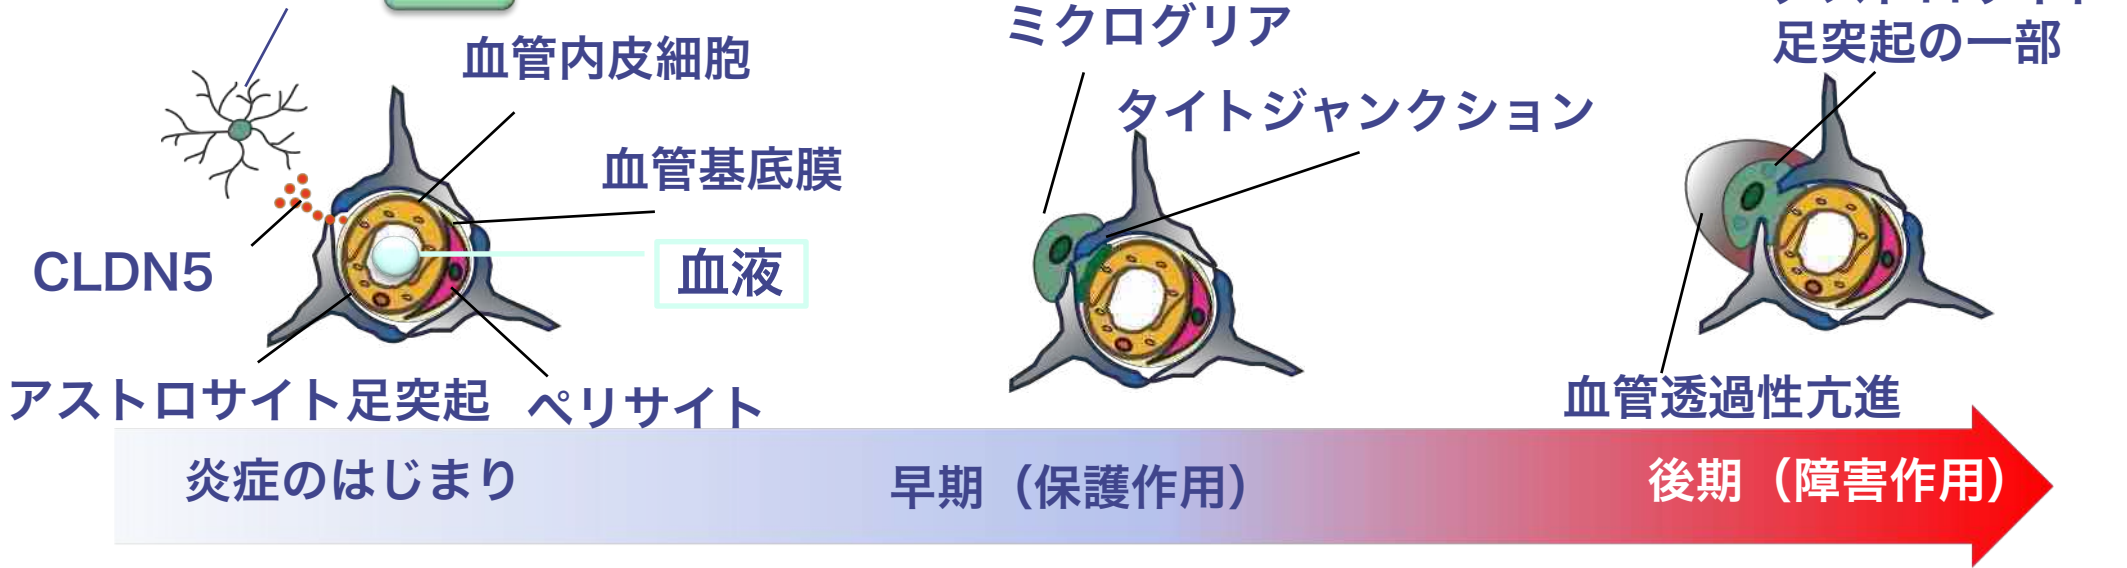 ミクログリア
足突起の一部
血管内皮細胞
タイトジャンクション
血管基底膜
CLDN5
血液
アストロサイト足突起
ペリサイト
血管透過性亢進
炎症のはじまり
早期（保護作用）
後期（障害作用）